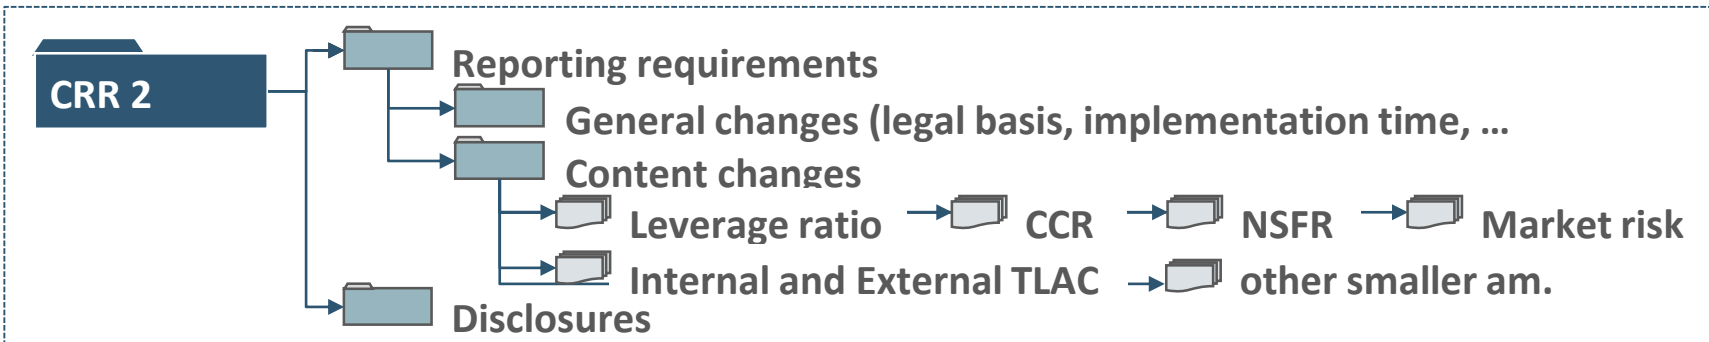 CRR 2
Reporting requirements
General changes (legal basis, implementation time, ...
Content changes
Leverage ratio CCR NSFR Market risk
Internal and External TLAC other smaller am.
Disclosures